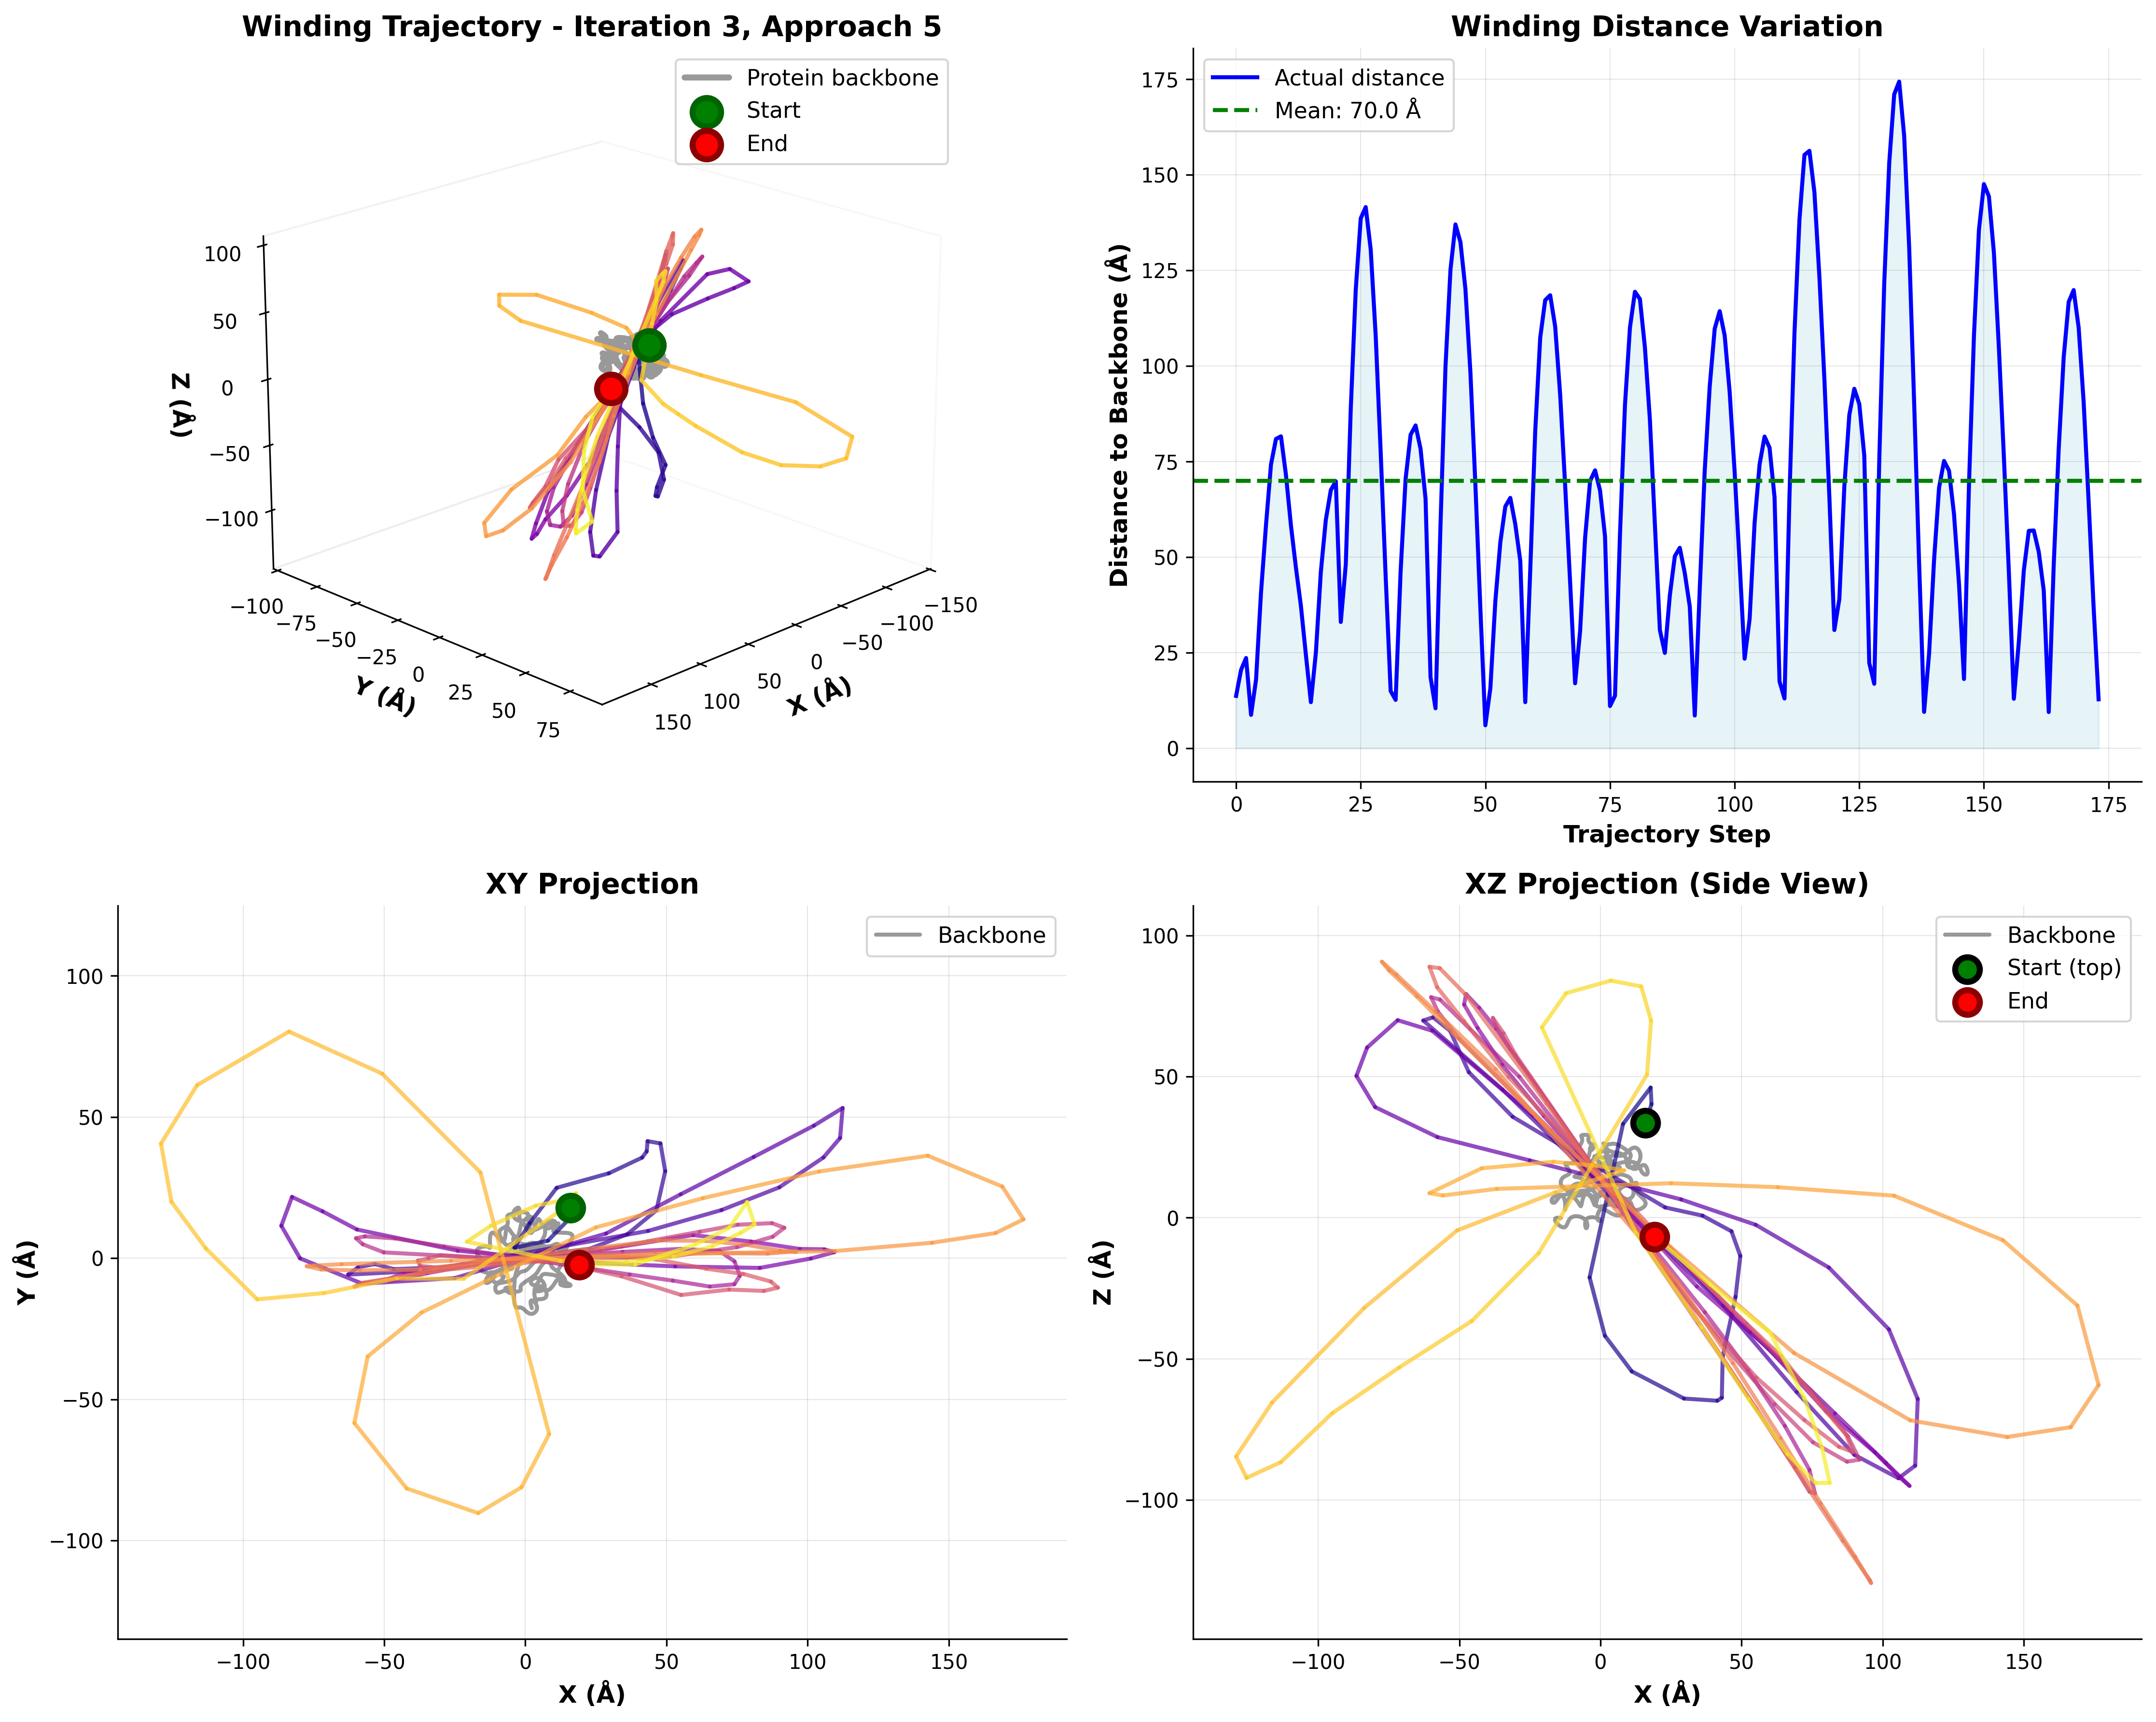 Winding Trajectory - Iteration 3, Approach 5
Protein backbone
Start
End
100
50
0
−50
−100
Z (Å)
−100
−75
−50
−25
0
25
50
75
Y (Å)
150
100
50
0
−50
−100
−150
X (Å)
Winding Distance Variation
Actual distance
Mean: 70.0 Å
175
150
125
100
75
50
25
0
Distance to Backbone (Å)
0
25
50
75
100
125
150
175
Trajectory Step
XY Projection
Backbone
100
50
0
−50
−100
Y (Å)
−100
−50
0
50
100
150
X (Å)
XZ Projection (Side View)
Backbone
Start (top)
End
100
50
0
−50
−100
Z (Å)
−100
−50
0
50
100
150
X (Å)